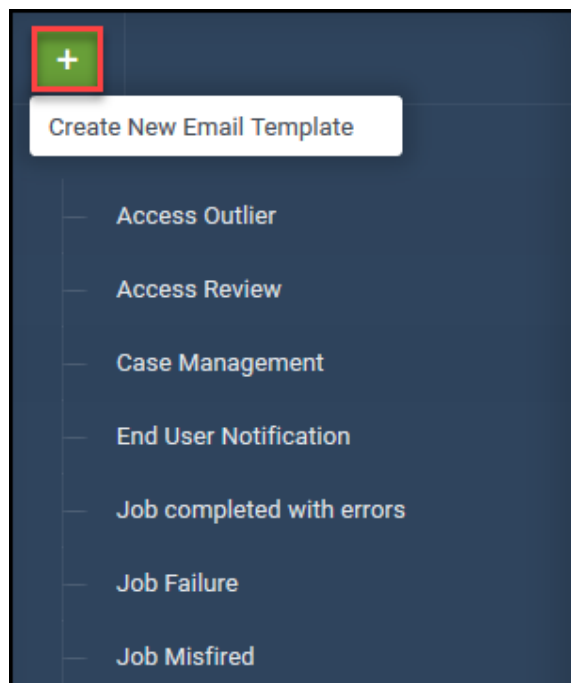 +
Create New Email Template
Access Outlier
Access Review
Case Management
End User Notification
Job completed with errors
Job Failure
Job Misfired